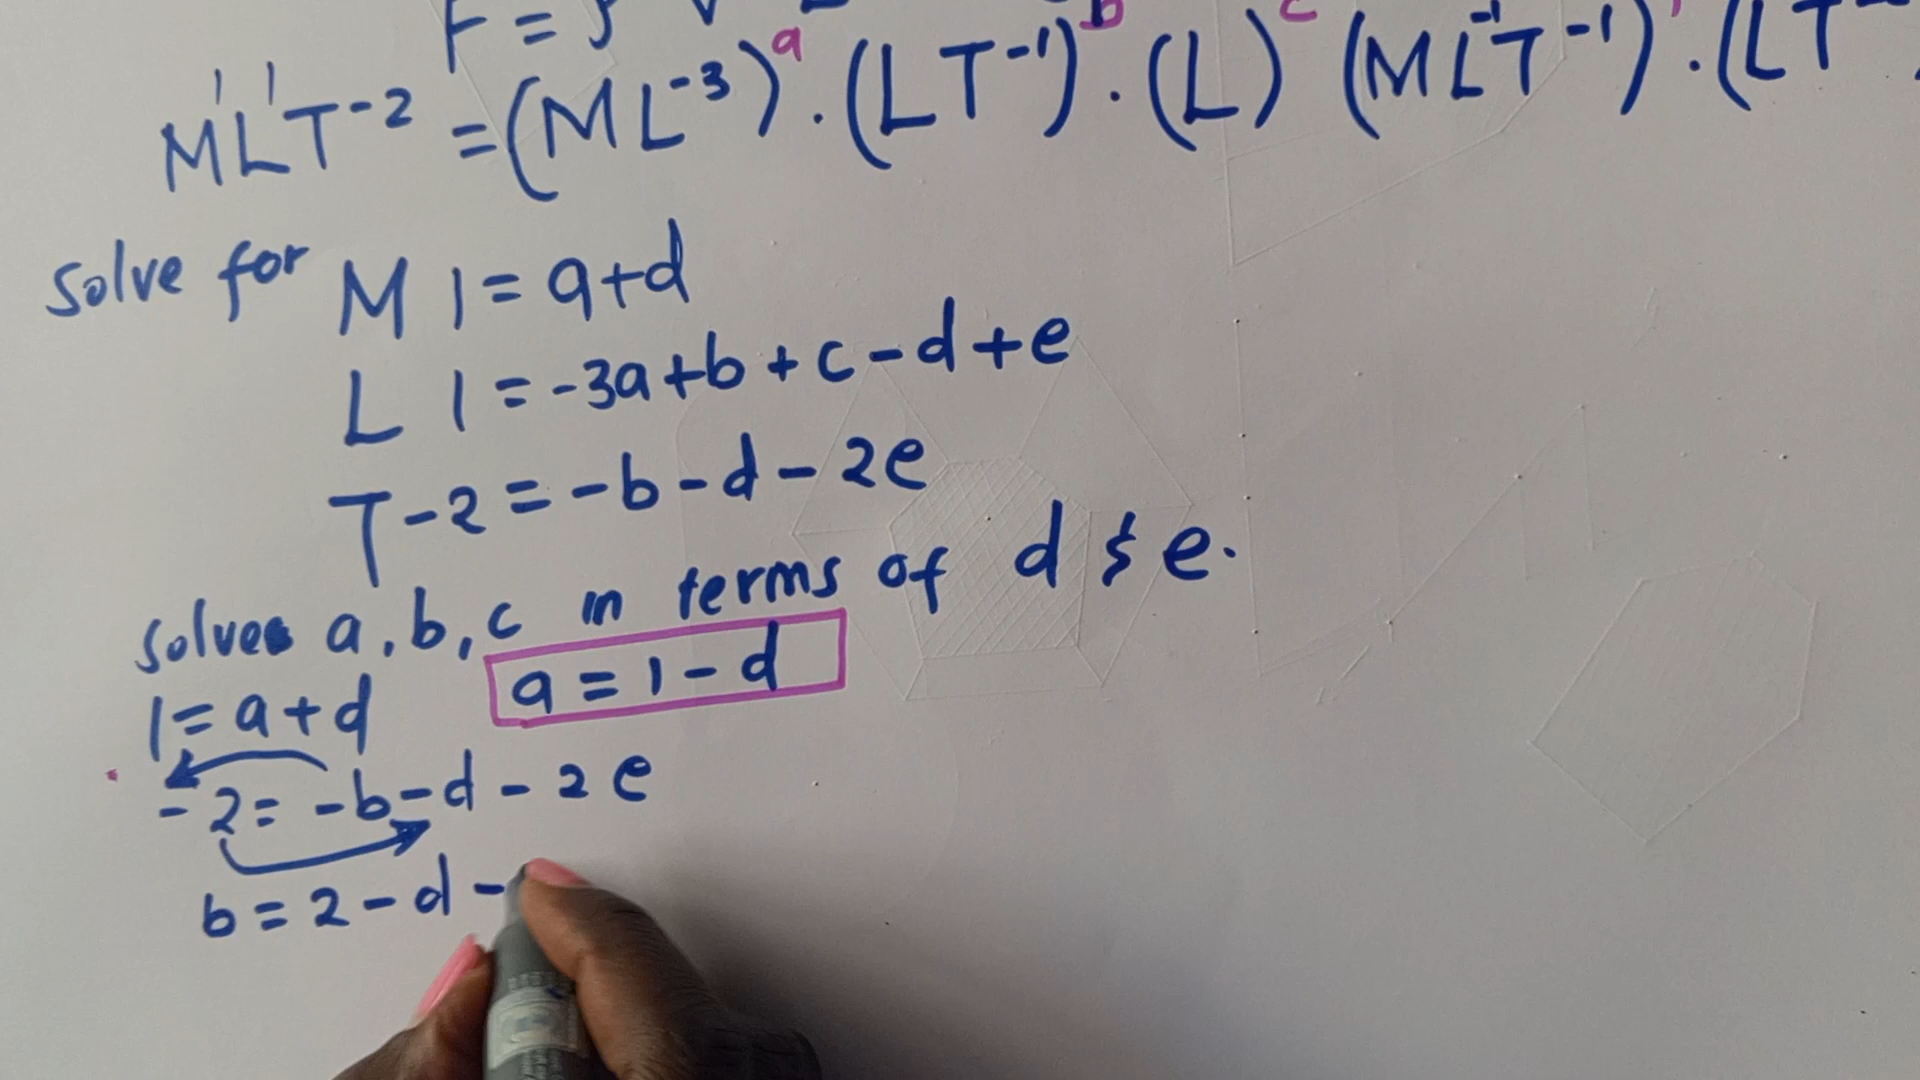 F = ρ v
M¹L¹T⁻² = (ML⁻³)ᵃ . (LT⁻¹)ᵇ . (L)ᶜ (ML⁻¹T⁻¹) . (LT⁻
solve for M 1 = a+d
L 1 = -3a+b+c-d+e
T -2 = -b-d-2e
solve a, b, c in terms of d & e.
1 = a+d a = 1-d
-2 = -b-d-2e
b = 2-d-